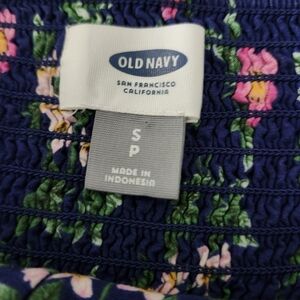 OLD NAVY
SAN FRANCISCO
CALIFORNIA
S
P
MADE IN
INDONESIA